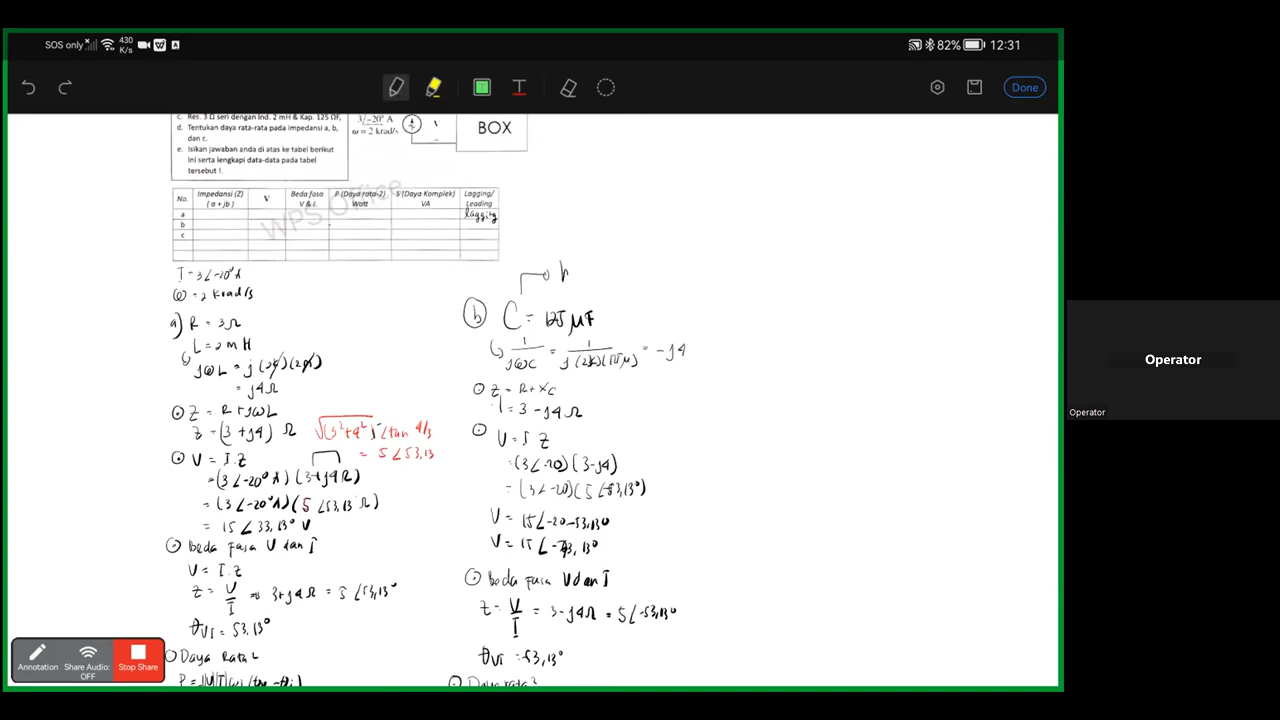 SOS only
430
K/s
82%
12:31
Done
c. Res. 3 Ω seri dengan Ind. 2 mH & Kap. 125 ΩF,
d. Tentukan daya rata-rata pada impedansi a, b,
dan c.
e. Isikan jawaban anda di atas ke tabel berikut
ini serta lengkapi data-data pada tabel
tersebut I.
3/-20° A
ω = 2 krad/s
V
BOX
No.
Impedansi (Z)
( a + jb )
V
Beda fasa
V & I.
P (Daya rata-2)
Watt
S (Daya Komplek)
VA
Lagging/
Leading
a
lagging
b
c
WPS Office
I = 3∠-20° A
ω = 2 krad/s
a) R = 3Ω
L = 2 mH
jωL = j (2k)(2m)
= j4Ω
Z = R + jωL
Z = (3 + j4) Ω
√(3²+4²) ∠tan 4/3
= 5 ∠53,13
V = I.Z
= (3∠-20° A) (3+j4Ω)
= (3∠-20° A) (5 ∠53,13 Ω)
= 15 ∠ 33,13° V
beda fasa V dan I
V = I.Z
Z = V/I ⇒ 3+j4Ω = 5 ∠53,13°
θVI = 53,13°
Daya Rata²
b
C = 125 μF
1/jωC = 1/j(2k)(125μ) = -j4
Z = R + Xc
= 3 - j4Ω
V = I Z
= (3∠-20) (3-j4)
= (3∠-20) (5∠-53,13°)
V = 15∠-20-53,13°
V = 15∠-73,13°
Beda fasa V dan I
Z = V/I = 3-j4Ω = 5∠-53,13°
θVI = -53,13°
Daya rata²
Annotation
Share Audio:
OFF
Stop Share
Operator
Operator